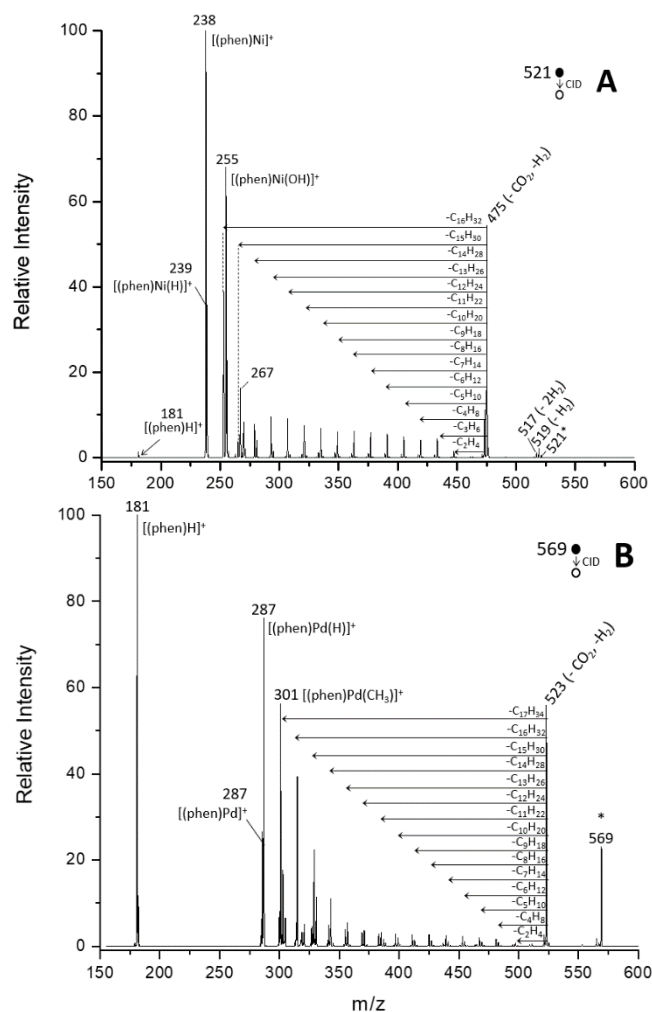 238
[(phen)Ni]⁺
521
CID
A
255
[(phen)Ni(OH)]⁺
475 (- CO₂, -H₂)
-C₁₆H₃₂
-C₁₅H₃₀
-C₁₄H₂₈
-C₁₃H₂₆
-C₁₂H₂₄
-C₁₁H₂₂
-C₁₀H₂₀
-C₉H₁₈
-C₈H₁₆
-C₇H₁₄
-C₆H₁₂
-C₅H₁₀
-C₄H₈
-C₃H₆
-C₂H₄
239
[(phen)Ni(H)]⁺
267
181
[(phen)H]⁺
517 (- 2H₂)
519 (- H₂)
521*
Relative Intensity
100
80
60
40
20
0
100 150 200 250 300 350 400 450 500 550 600
181
[(phen)H]⁺
569
CID
B
287
[(phen)Pd(H)]⁺
523 (- CO₂, -H₂)
301 [(phen)Pd(CH₃)]⁺
-C₁₇H₃₄
-C₁₆H₃₂
-C₁₅H₃₀
-C₁₄H₂₈
-C₁₃H₂₆
-C₁₂H₂₄
-C₁₁H₂₂
-C₁₀H₂₀
-C₉H₁₈
-C₈H₁₆
-C₇H₁₄
-C₆H₁₂
-C₅H₁₀
-C₄H₈
-C₂H₄
287
[(phen)Pd]⁺
*
569
Relative Intensity
100
80
60
40
20
0
150 200 250 300 350 400 450 500 550 600
m/z